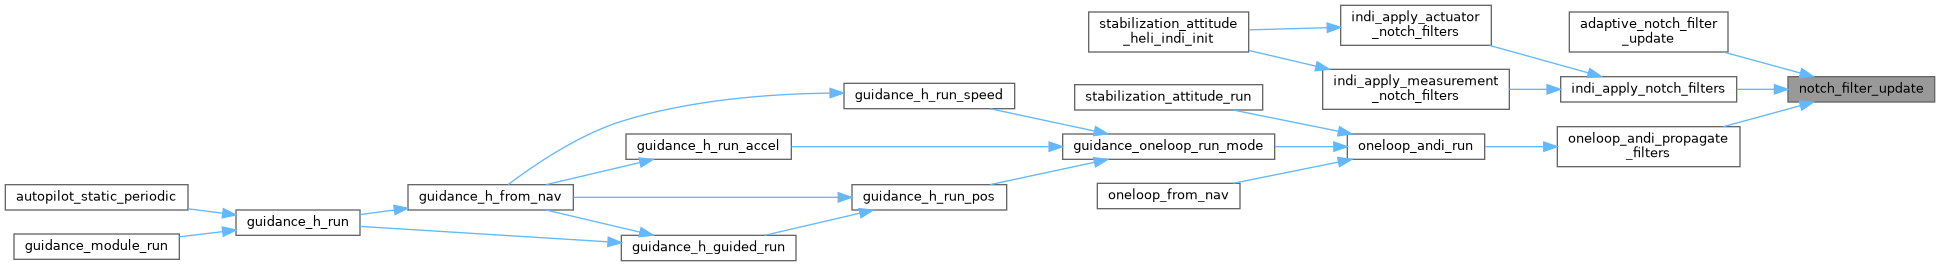 stabilization_attitude
_heli_indi_init
indi_apply_actuator
_notch_filters
adaptive_notch_filter
_update
indi_apply_measurement
_notch_filters
indi_apply_notch_filters
notch_filter_update
guidance_h_run_speed
stabilization_attitude_run
oneloop_andi_propagate
_filters
guidance_h_run_accel
guidance_oneloop_run_mode
oneloop_andi_run
autopilot_static_periodic
guidance_h_from_nav
guidance_h_run_pos
oneloop_from_nav
guidance_h_run
guidance_module_run
guidance_h_guided_run